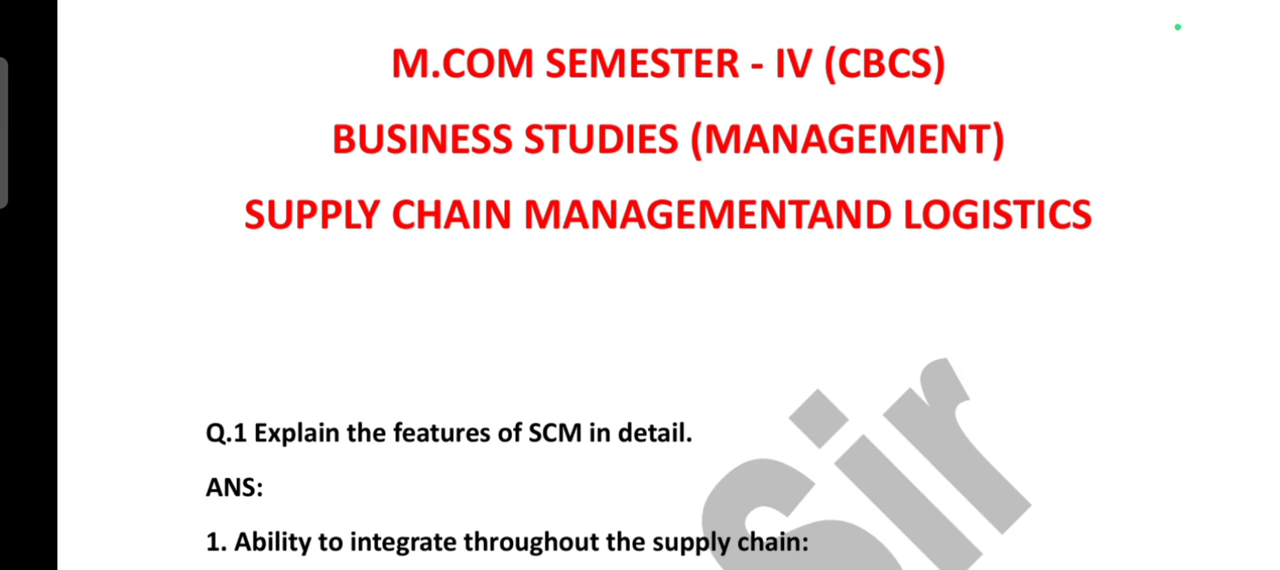 M.COM SEMESTER - IV (CBCS)
BUSINESS STUDIES (MANAGEMENT)
SUPPLY CHAIN MANAGEMENTAND LOGISTICS
Q.1 Explain the features of SCM in detail.
ANS:
1. Ability to integrate throughout the supply chain:
Sir